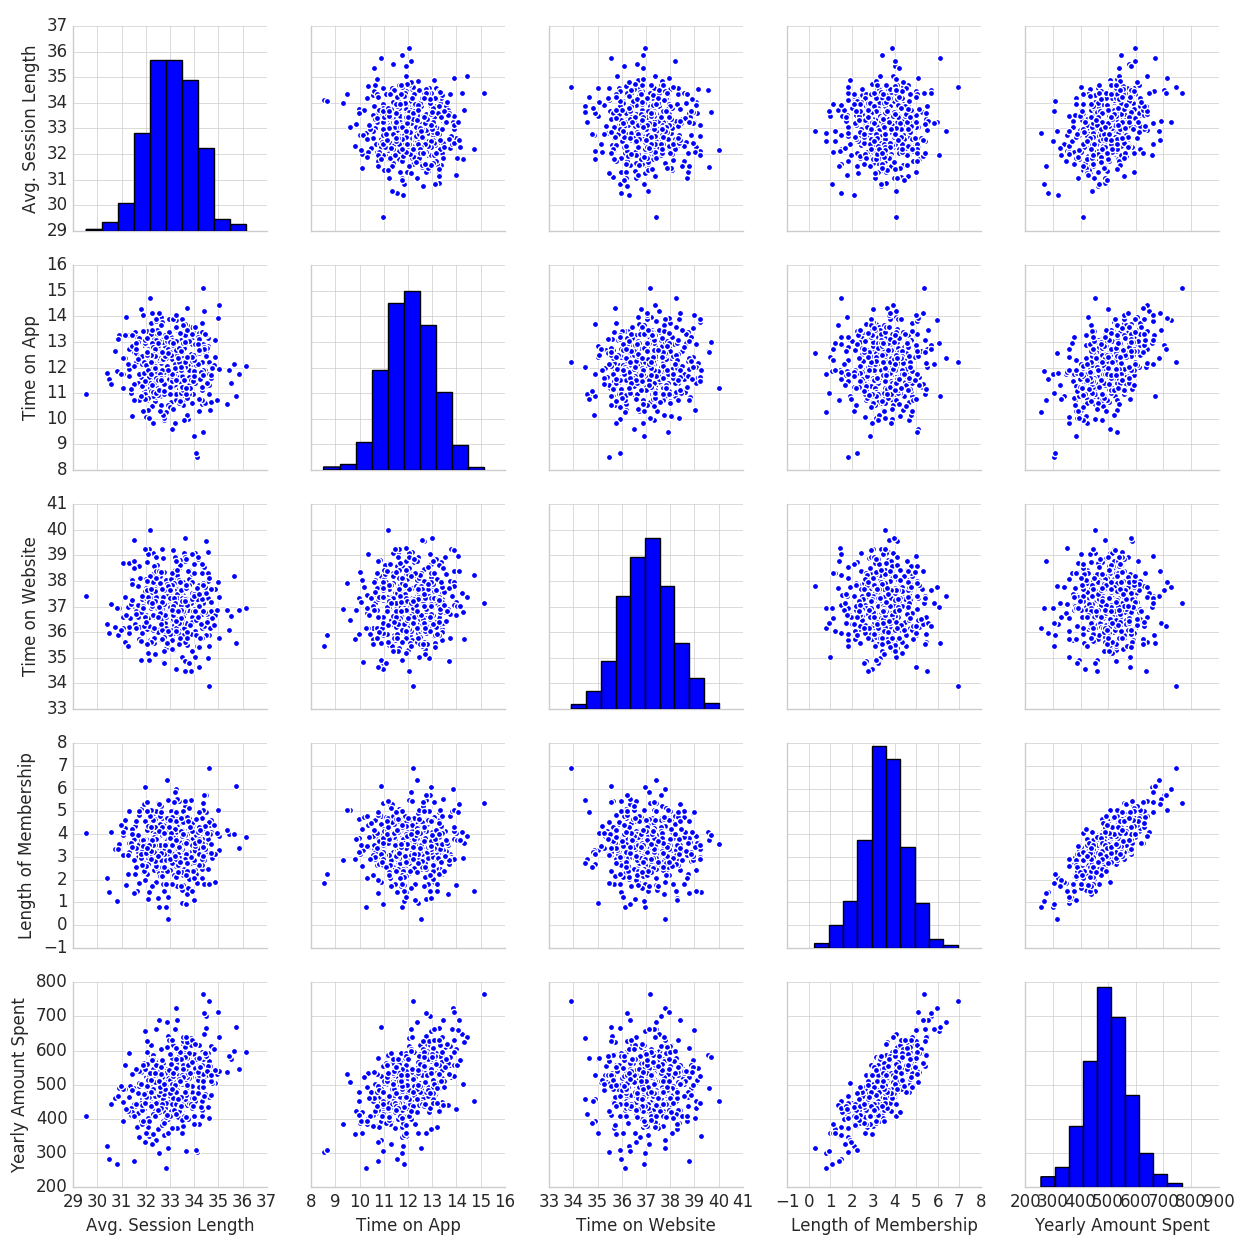 37
36
35
34
33
32
31
30
29
Avg. Session Length
16
15
14
13
12
11
10
9
8
Time on App
41
40
39
38
37
36
35
34
33
Time on Website
8
7
6
5
4
3
2
1
0
−1
Length of Membership
800
700
600
500
400
300
200
Yearly Amount Spent
29 30 31 32 33 34 35 36 37
Avg. Session Length
8 9 10 11 12 13 14 15 16
Time on App
33 34 35 36 37 38 39 40 41
Time on Website
−1 0 1 2 3 4 5 6 7 8
Length of Membership
200 300 400 500 600 700 800 900
Yearly Amount Spent